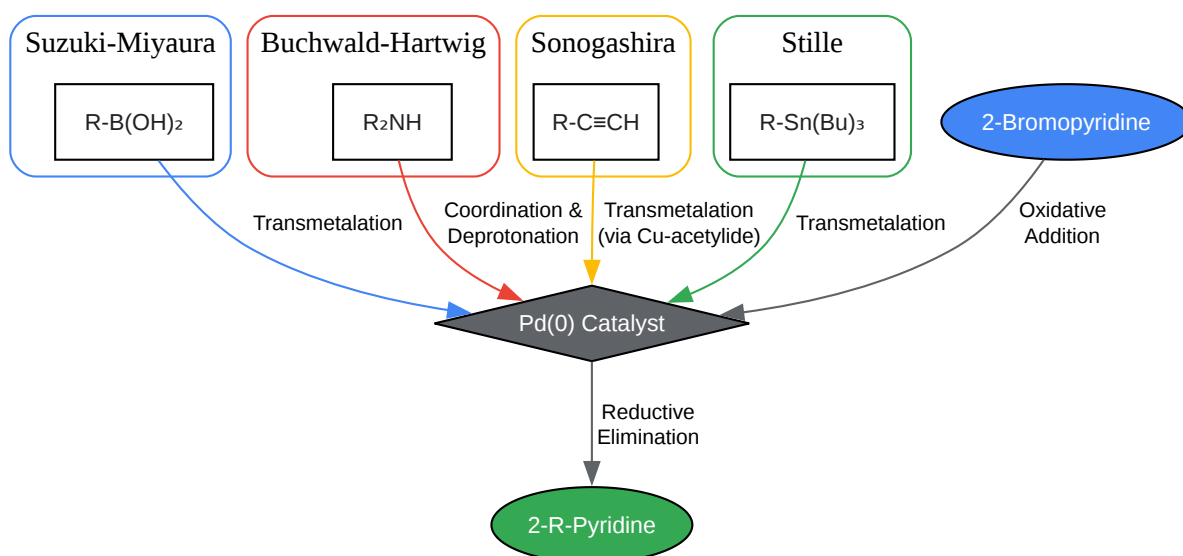 Suzuki-Miyaura
Buchwald-Hartwig
Sonogashira
Stille
R-B(OH)₂
R₂NH
R-C≡CH
R-Sn(Bu)₃
2-Bromopyridine
Transmetalation
Coordination &
Deprotonation
Transmetalation
(via Cu-acetylide)
Transmetalation
Oxidative
Addition
Pd(0) Catalyst
Reductive
Elimination
2-R-Pyridine